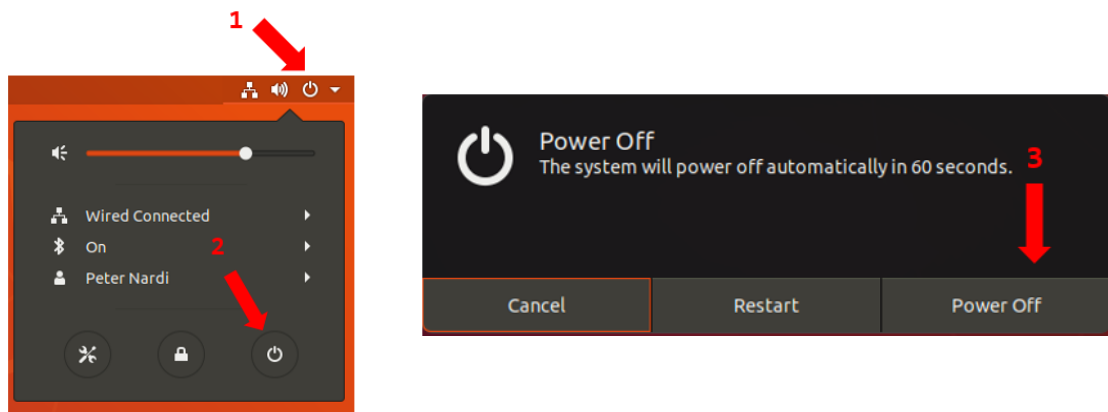 1
Wired Connected
On
2
Peter Nardi
Power Off
The system will power off automatically in 60 seconds.
3
Cancel
Restart
Power Off